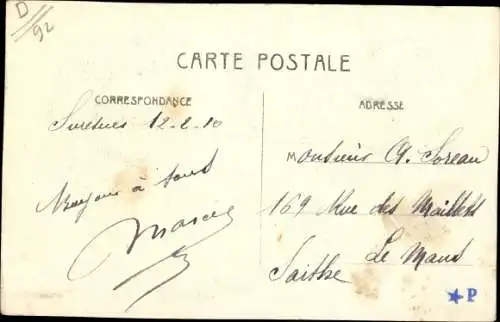 D
92
CARTE POSTALE
CORRESPONDANCE
ADRESSE
Suresnes 12-2-10
Bonjour à tous
Marcel
Monsieur A. Loreau
169 Rue des Maillets
Le Mans
Sarthe
★P